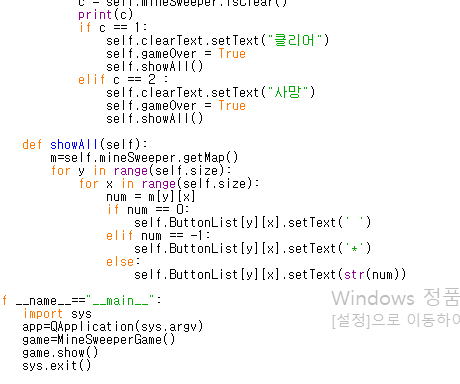 c = self.mineSweeper.isClear()
print(c)
if c == 1:
self.clearText.setText("클리어")
self.gameOver = True
self.showAll()
elif c == 2 :
self.clearText.setText("사망")
self.gameOver = True
self.showAll()
def showAll(self):
m=self.mineSweeper.getMap()
for y in range(self.size):
for x in range(self.size):
num = m[y][x]
if num == 0:
self.ButtonList[y][x].setText(' ')
elif num == -1:
self.ButtonList[y][x].setText('*')
else:
self.ButtonList[y][x].setText(str(num))
f __name__=="__main__":
import sys
app=QApplication(sys.argv)
game=MineSweeperGame()
game.show()
sys.exit()
Windows 정품
[설정]으로 이동하여